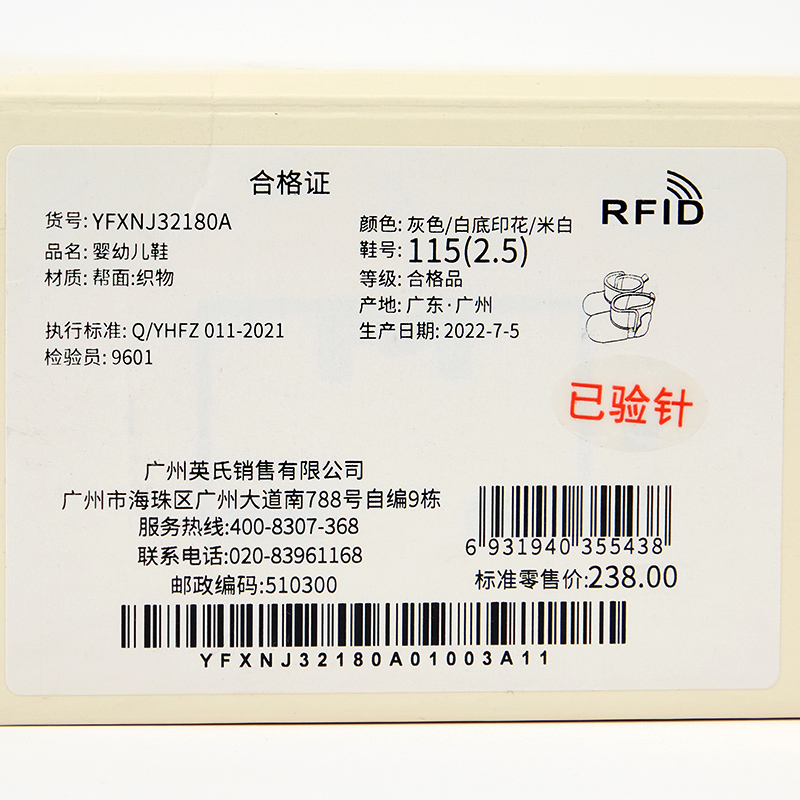 合格证
RFID
货号: YFXNJ32180A
颜色: 灰色/白底印花/米白
品名: 婴幼儿鞋
鞋号: 115(2.5)
材质: 帮面:织物
等级: 合格品
产地: 广东·广州
执行标准: Q/YHFZ 011-2021
生产日期: 2022-7-5
检验员: 9601
已验针
广州英氏销售有限公司
广州市海珠区广州大道南788号自编9栋
服务热线:400-8307-368
联系电话:020-83961168
邮政编码:510300
6 931940 355438
标准零售价:238.00
YFXNJ32180A01003A11